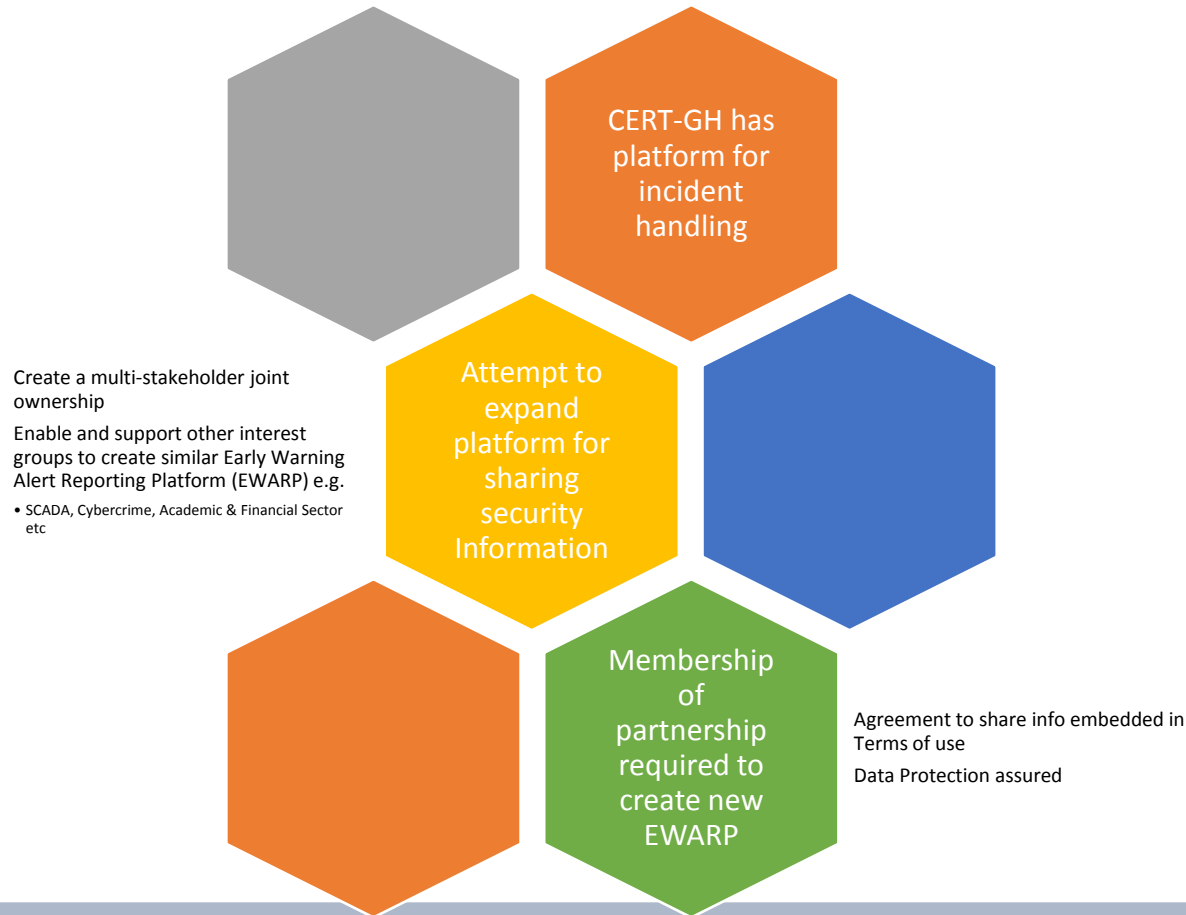 CERT-GH has
platform for
incident
handling
Create a multi-stakeholder joint
ownership
Enable and support other interest
groups to create similar Early Warning
Alert Reporting Platform (EWARP) e.g.
• SCADA, Cybercrime, Academic & Financial Sector
etc
Attempt to
expand
platform for
sharing
security
Information
Membership
of
partnership
required to
create new
EWARP
Agreement to share info embedded in
Terms of use
Data Protection assured